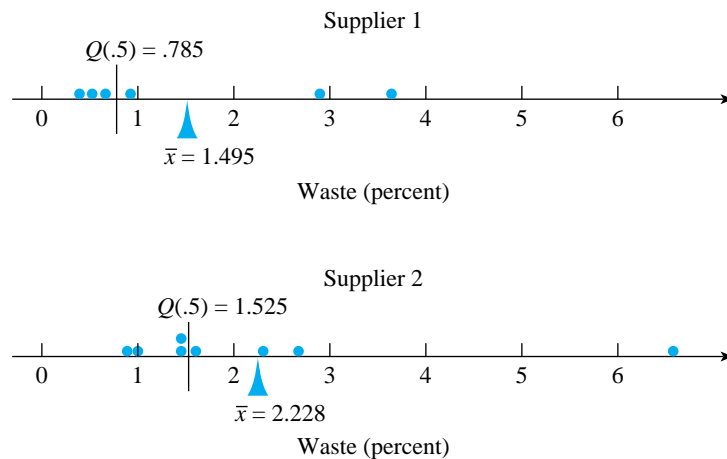 Supplier 1
Q(.5) = .785
0 1 2 3 4 5 6
x̅ = 1.495
Waste (percent)
Supplier 2
Q(.5) = 1.525
0 1 2 3 4 5 6
x̅ = 2.228
Waste (percent)